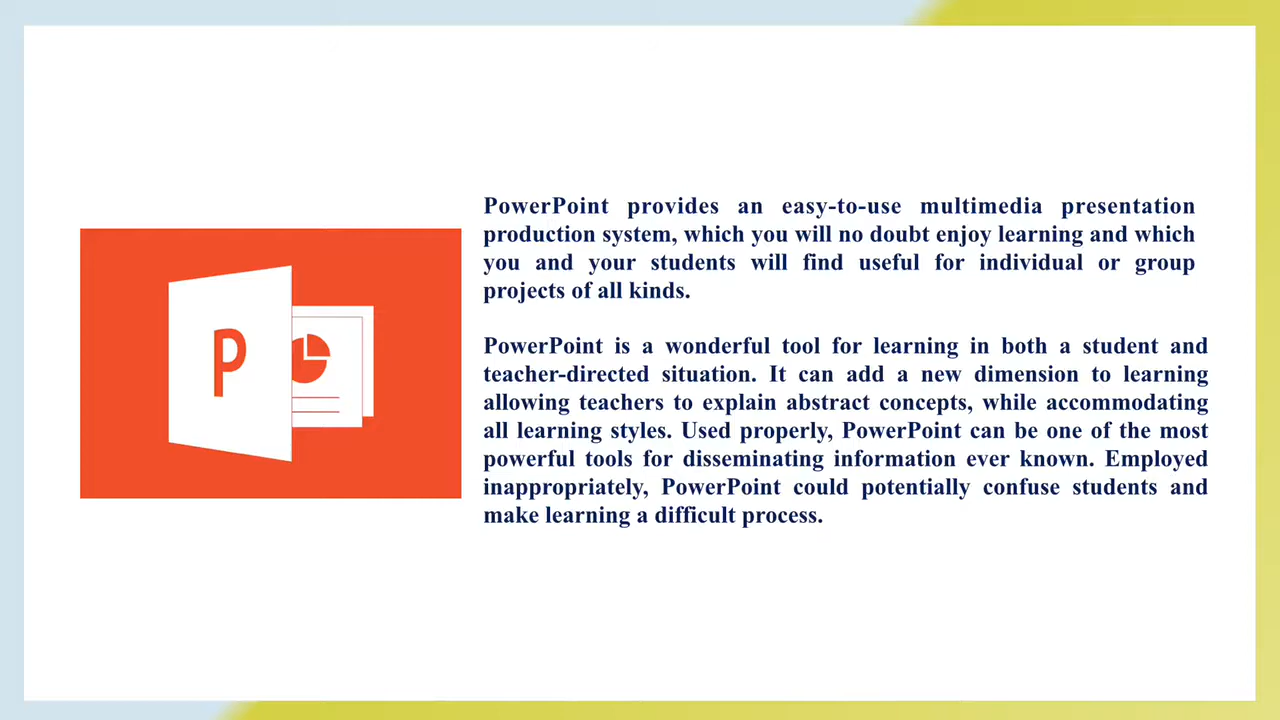 PowerPoint provides an easy-to-use multimedia presentation
production system, which you will no doubt enjoy learning and which
you and your students will find useful for individual or group
projects of all kinds.
PowerPoint is a wonderful tool for learning in both a student and
teacher-directed situation. It can add a new dimension to learning
allowing teachers to explain abstract concepts, while accommodating
all learning styles. Used properly, PowerPoint can be one of the most
powerful tools for disseminating information ever known. Employed
inappropriately, PowerPoint could potentially confuse students and
make learning a difficult process.
P